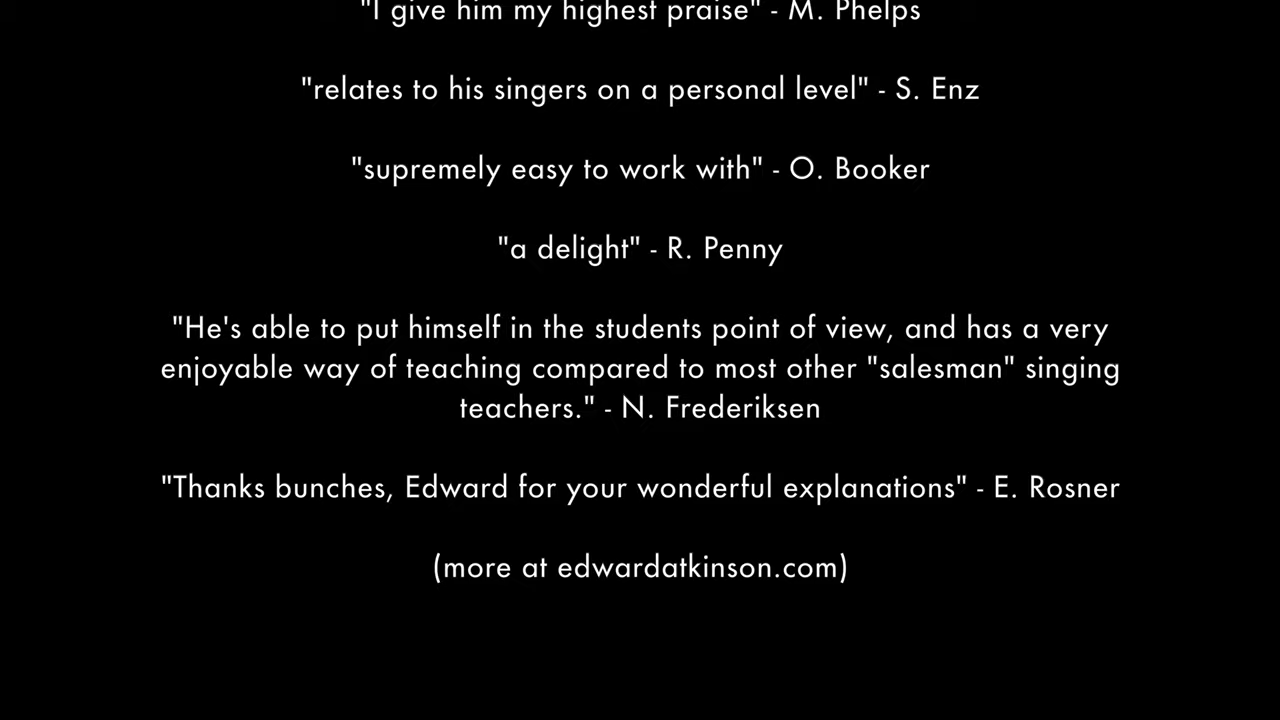 "I give him my highest praise" - M. Phelps
"relates to his singers on a personal level" - S. Enz
"supremely easy to work with" - O. Booker
"a delight" - R. Penny
"He's able to put himself in the students point of view, and has a very
enjoyable way of teaching compared to most other "salesman" singing
teachers." - N. Frederiksen
"Thanks bunches, Edward for your wonderful explanations" - E. Rosner
(more at edwardatkinson.com)